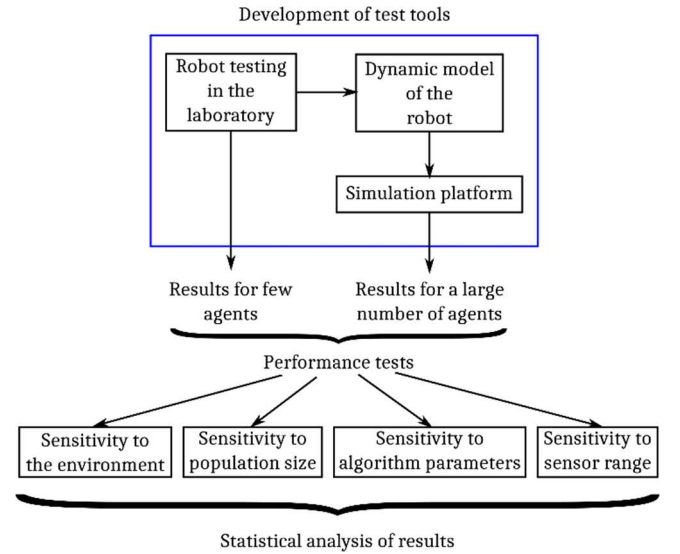 Development of test tools
Robot testing
in the
laboratory
Dynamic model
of the
robot
Simulation platform
Results for few
agents
Results for a large
number of agents
Performance tests
Sensitivity to
the environment
Sensitivity to
population size
Sensitivity to
algorithm parameters
Sensitivity to
sensor range
Statistical analysis of results